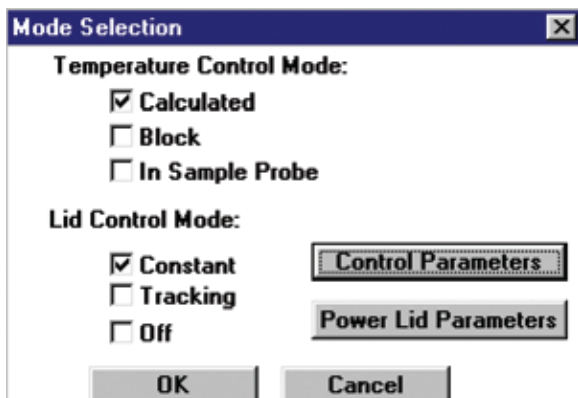 Mode Selection
Temperature Control Mode:
Calculated
Block
In Sample Probe
Lid Control Mode:
Constant
Control Parameters
Tracking
Power Lid Parameters
Off
OK
Cancel